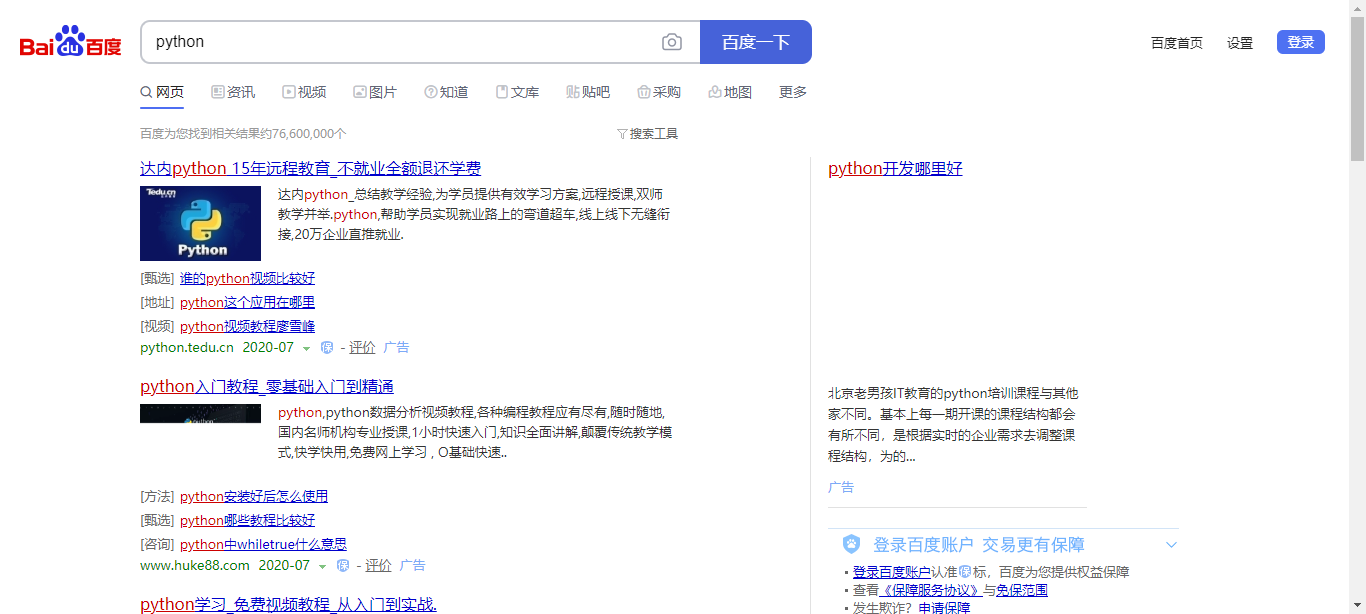 Bai du 百度
python
百度一下
百度首页 设置 登录
网页 资讯 视频 图片 知道 文库 贴吧 采购 地图 更多
百度为您找到相关结果约76,600,000个
搜索工具
达内python 15年远程教育_不就业全额退还学费
Tedu.cn
Python
达内python_总结教学经验,为学员提供有效学习方案,远程授课,双师
教学并举.python,帮助学员实现就业路上的弯道超车,线上线下无缝衔
接,20万企业直推就业.
[甄选] 谁的python视频比较好
[地址] python这个应用在哪里
[视频] python视频教程廖雪峰
python.tedu.cn 2020-07 保 - 评价 广告
python入门教程_零基础入门到精通
python
python,python数据分析视频教程,各种编程教程应有尽有,随时随地,
国内名师机构专业授课,1小时快速入门,知识全面讲解,颠覆传统教学模
式,快学快用,免费网上学习 , O基础快速..
[方法] python安装好后怎么使用
[甄选] python哪些教程比较好
[咨询] python中whiletrue什么意思
www.huke88.com 2020-07 保 - 评价 广告
python学习_免费视频教程_从入门到实战.
python开发哪里好
北京老男孩IT教育的python培训课程与其他
家不同。基本上每一期开课的课程结构都会
有所不同，是根据实时的企业需求去调整课
程结构，为的...
广告
登录百度账户 交易更有保障
登录百度账户认准保标，百度为您提供权益保障
查看《保障服务协议》与免保范围
发生欺诈？申请保障